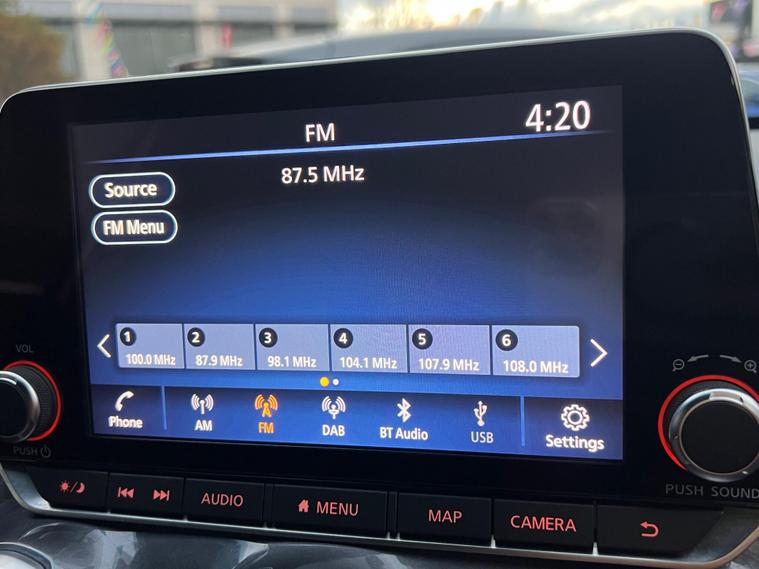 FM
4:20
87.5 MHz
Source
FM Menu
1
2
3
4
5
6
100.0 MHz
87.9 MHz
98.1 MHz
104.1 MHz
107.9 MHz
108.0 MHz
Phone
AM
FM
DAB
BT Audio
USB
Settings
VOL
PUSH
PUSH SOUND
AUDIO
MENU
MAP
CAMERA